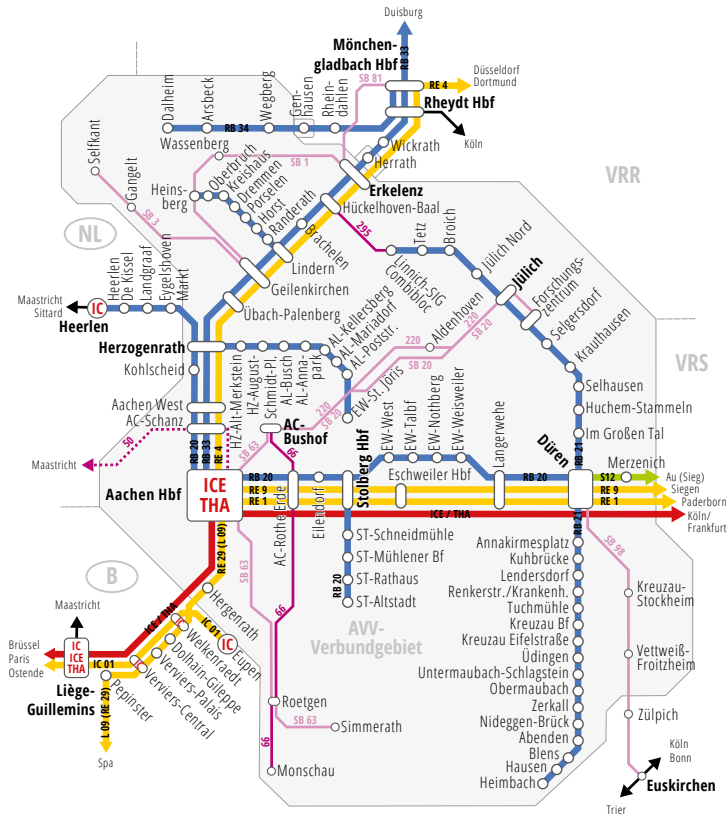 Duisburg
Mönchen-
gladbach Hbf
RB 33
SB 81
RE 4
Düsseldorf
Dortmund
Rheydt Hbf
Köln
Dalheim
Arsbeck
Wegberg
Gen-
hausen
Rhein-
dahlen
RB 34
Wassenberg
Wickrath
Herrath
SB 1
Erkelenz
Selfkant
Gangelt
SB 3
Heins-
berg
Oberbruch
Kreishaus
Dremmen
Porselen
Horst
Randerath
Hückelhoven-Baal
Brachelen
Lindern
Geilenkirchen
Übach-Palenberg
295
Linnich-SIG
Combibloc
Tetz
Broich
Jülich Nord
Jülich
Forschungs-
zentrum
Selgersdorf
Krauthausen
Selhausen
Huchem-Stammeln
Im Großen Tal
RB 21
VRR
VRS
NL
Maastricht
Sittard
IC
Heerlen
Heerlen
De Kissel
Landgraaf
Eygelshoven
Markt
Herzogenrath
Kohlscheid
Aachen West
AC-Schanz
HZ-Alt-Merkstein
HZ-August-
Schmidt-Pl.
AL-Busch
AL-Anna-
park
AL-Kellersberg
AL-Mariadorf
AL-Poststr.
EW-St. Jöris
Aldenhoven
220
SB 20
220
SB 20
50
Maastricht
RB 20
RB 33
RE 4
SB 63
AC-
Bushof
66
Aachen Hbf
ICE
THA
RB 20
RE 9
RE 1
AC-Rothe Erde
Eilendorf
Stolberg Hbf
EW-West
EW-Talbf
EW-Nothberg
EW-Weisweiler
Eschweiler Hbf
Langerwehe
RB 20
Düren
Merzenich
S12
RE 9
RE 1
Au (Sieg)
Siegen
Paderborn
Köln/
Frankfurt
ICE / THA
RB 21
ST-Schneidmühle
ST-Mühlener Bf
ST-Rathaus
ST-Altstadt
RB 20
AVV-
Verbundgebiet
Annakirmesplatz
Kuhbrücke
Lendersdorf
Renkerstr./Krankenh.
Tuchmühle
Kreuzau Bf
Kreuzau Eifelstraße
Üdingen
Untermaubach-Schlagstein
Obermaubach
Zerkall
Nideggen-Brück
Abenden
Blens
Hausen
Heimbach
SB 98
Kreuzau-
Stockheim
Vettweiß-
Froitzheim
Zülpich
Köln
Bonn
Euskirchen
Trier
B
Maastricht
Brüssel
Paris
Ostende
IC
ICE
THA
Liège-
Guillemins
IC 01
ICE / THA
RE 29 (L 09)
Hergenrath
IC
IC 01
IC
Eupen
Welkenraedt
Dolhain-Gileppe
Verviers-Palais
IC
Verviers-Central
Pepinster
L 09 (RE 29)
Spa
SB 63
66
Roetgen
SB 63
Simmerath
66
Monschau